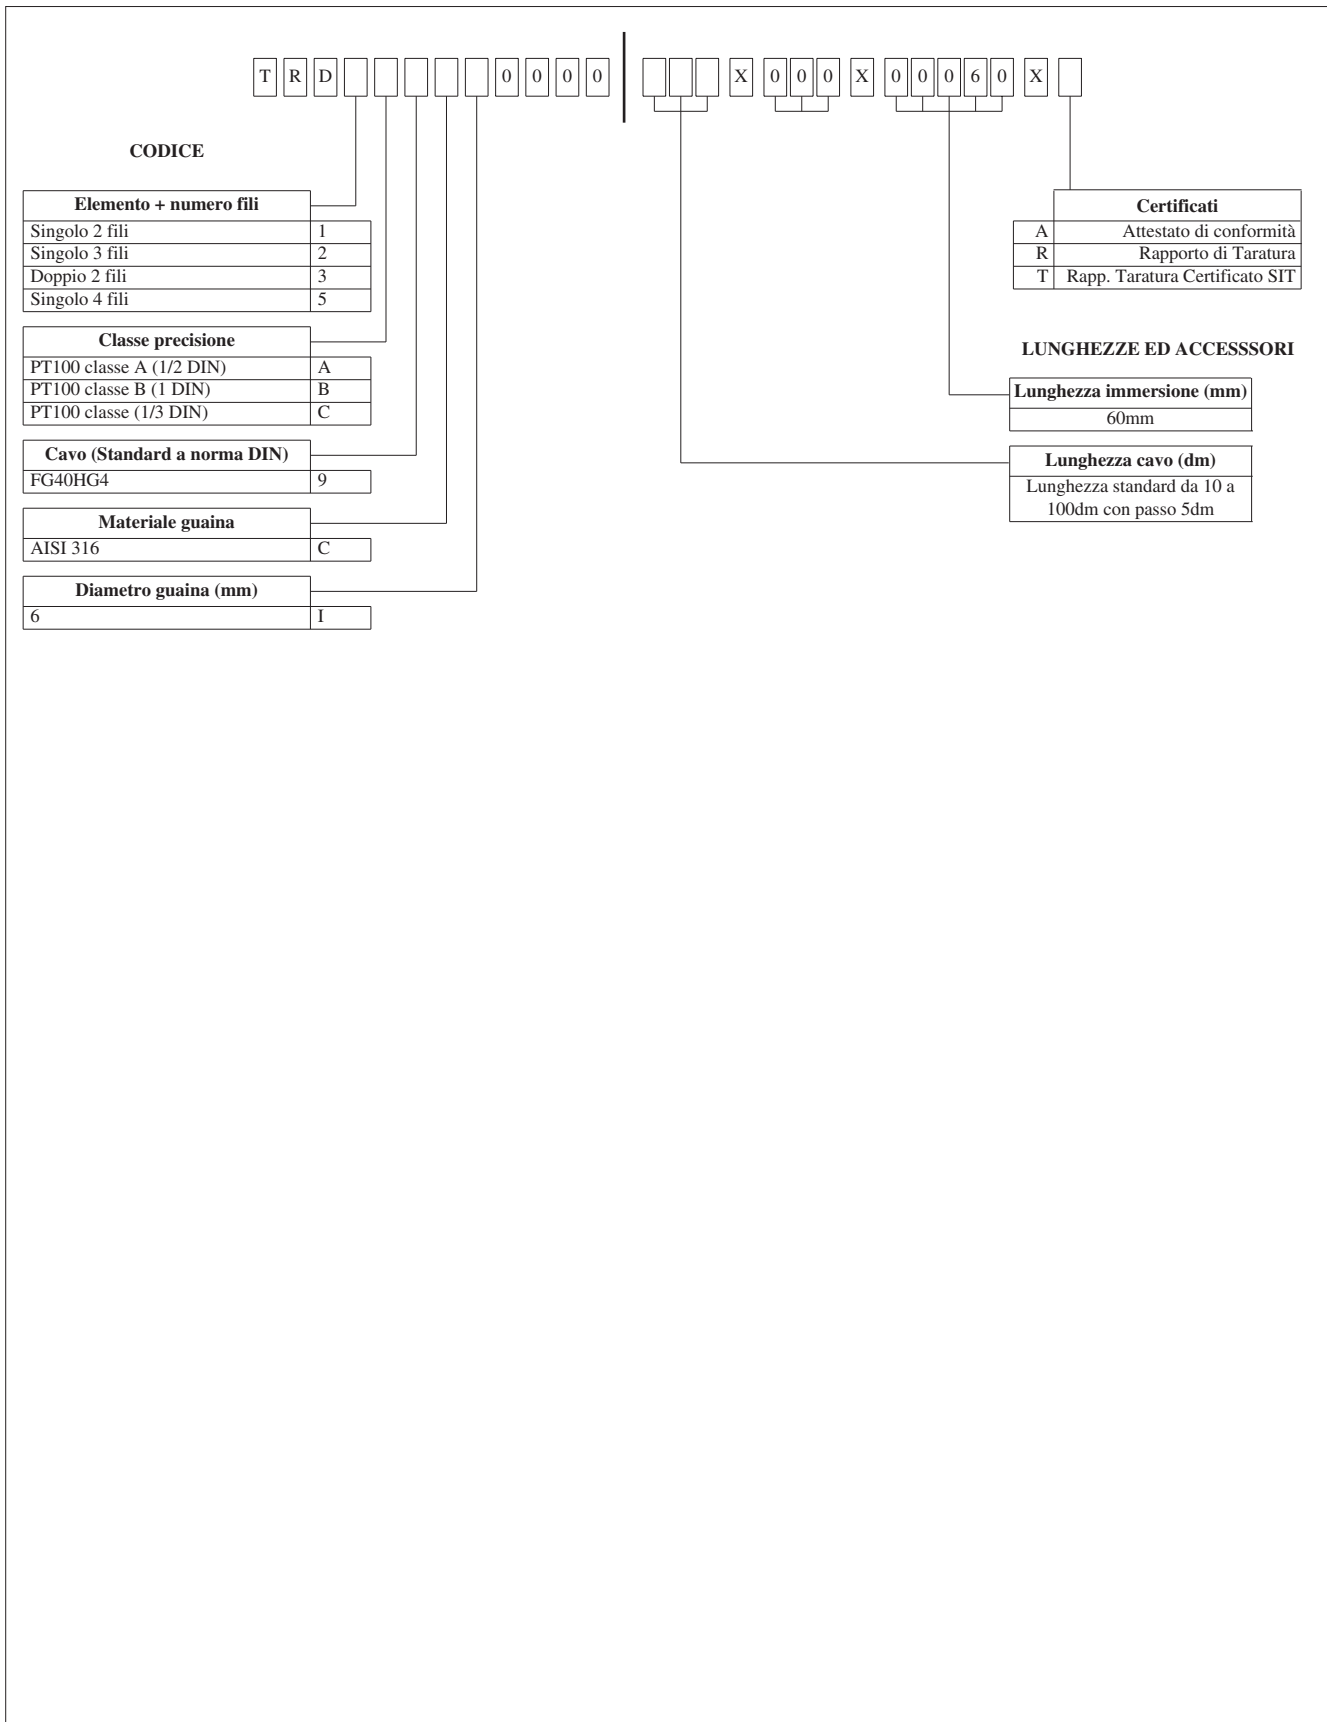 T R D 0 0 0 0 X 0 0 0 X 0 0 0 6 0 X
CODICE
Elemento + numero fili
Singolo 2 fili 1
Singolo 3 fili 2
Doppio 2 fili 3
Singolo 4 fili 5
Classe precisione
PT100 classe A (1/2 DIN) A
PT100 classe B (1 DIN) B
PT100 classe (1/3 DIN) C
Cavo (Standard a norma DIN)
FG40HG4 9
Materiale guaina
AISI 316 C
Diametro guaina (mm)
6 I
Certificati
A Attestato di conformità
R Rapporto di Taratura
T Rapp. Taratura Certificato SIT
LUNGHEZZE ED ACCESSSORI
Lunghezza immersione (mm)
60mm
Lunghezza cavo (dm)
Lunghezza standard da 10 a
100dm con passo 5dm